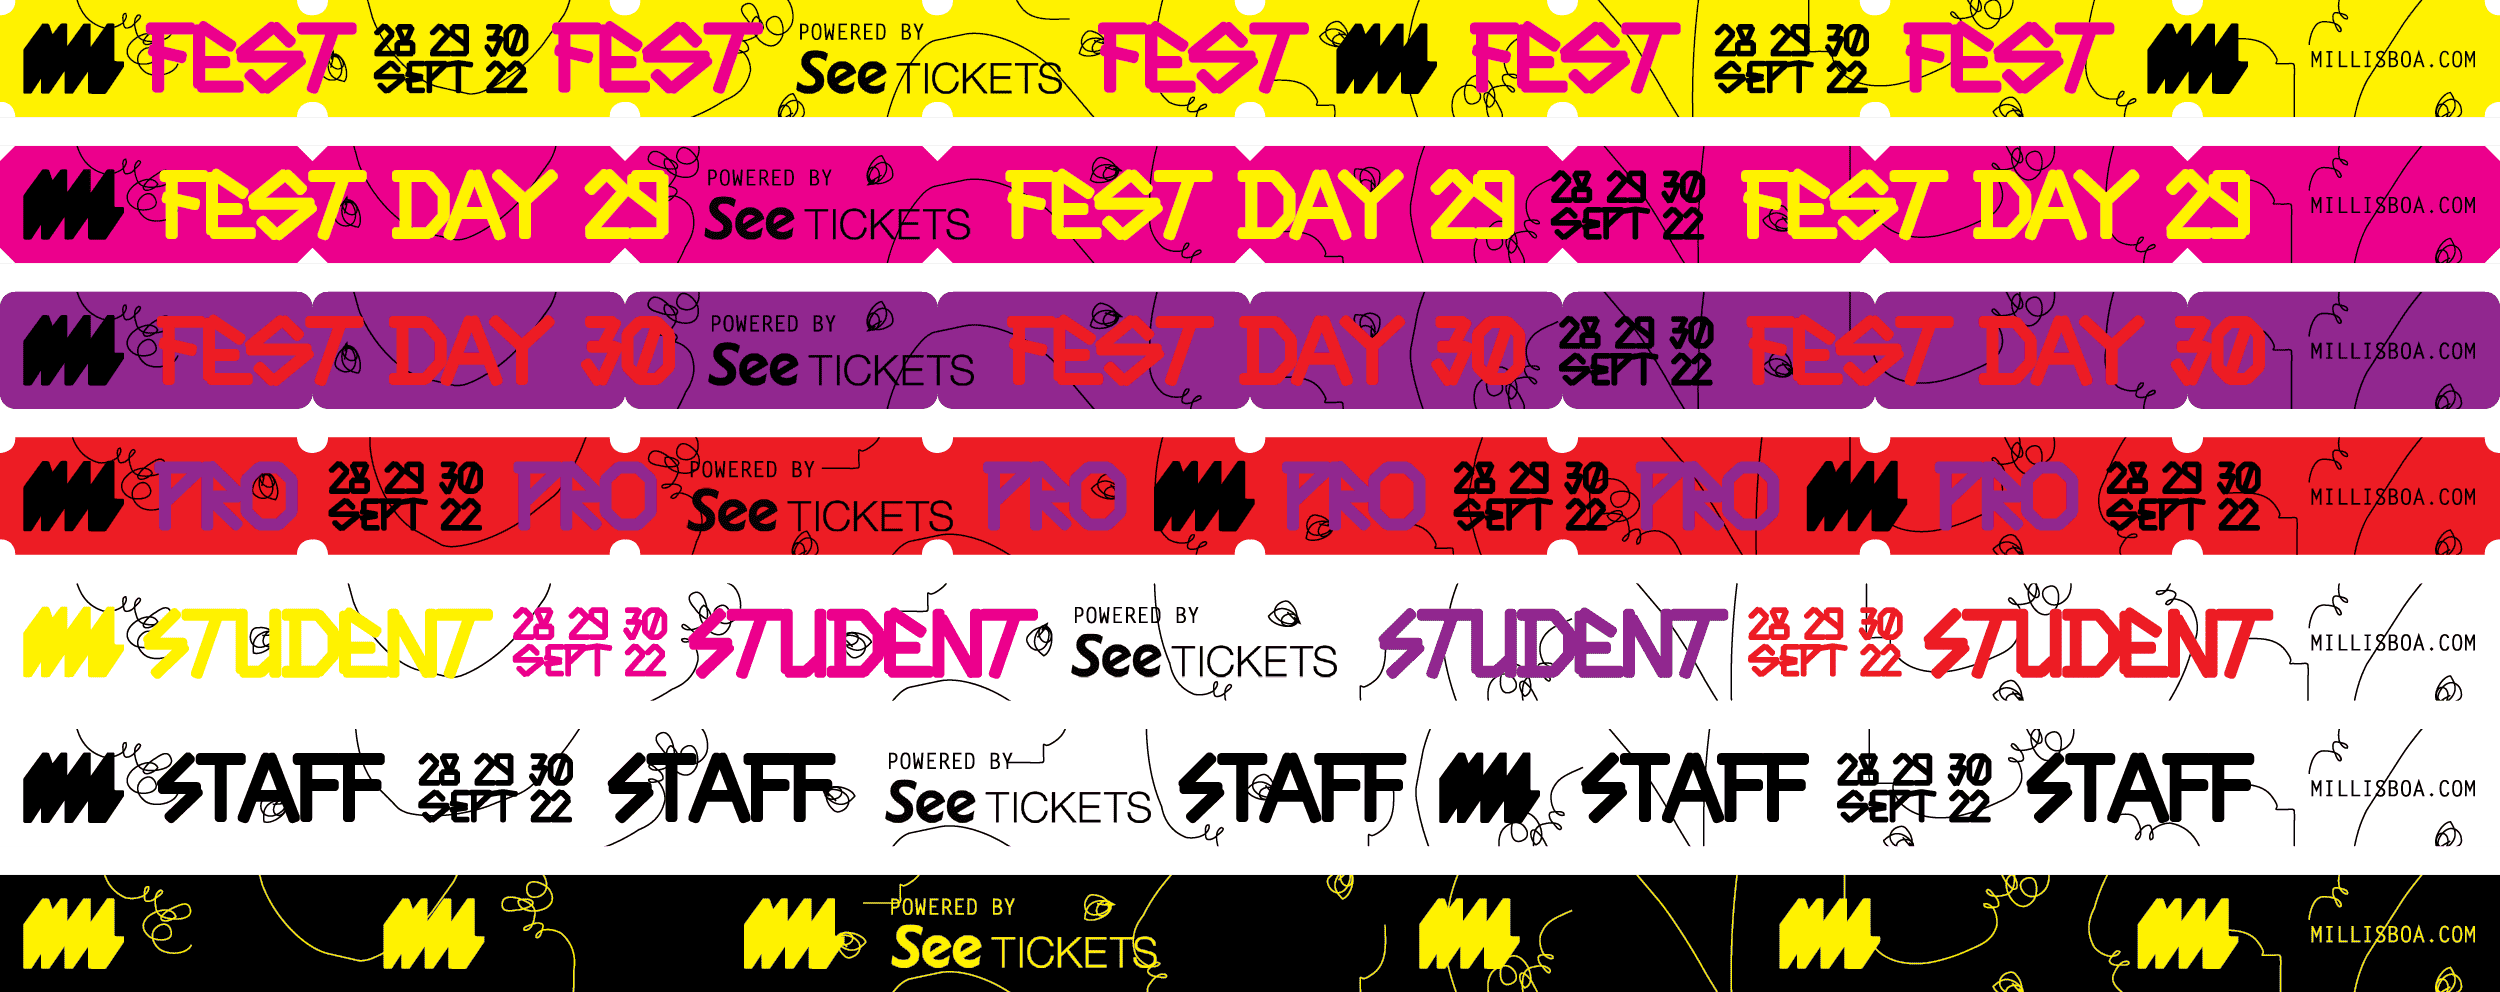 FEST
28 29 30
SEPT 22
FEST
POWERED BY
See TICKETS
FEST
FEST
28 29 30
SEPT 22
FEST
MILLISBOA.COM
FEST DAY 29
POWERED BY
See TICKETS
FEST DAY 29
28 29 30
SEPT 22
FEST DAY 29
MILLISBOA.COM
FEST DAY 30
POWERED BY
See TICKETS
FEST DAY 30
28 29 30
SEPT 22
FEST DAY 30
MILLISBOA.COM
PRO
28 29 30
SEPT 22
PRO
POWERED BY
See TICKETS
PRO
PRO
28 29 30
SEPT 22
PRO
PRO
28 29 30
SEPT 22
MILLISBOA.COM
STUDENT
28 29 30
SEPT 22
STUDENT
POWERED BY
See TICKETS
STUDENT
28 29 30
SEPT 22
STUDENT
MILLISBOA.COM
STAFF
28 29 30
SEPT 22
STAFF
POWERED BY
See TICKETS
STAFF
STAFF
28 29 30
SEPT 22
STAFF
MILLISBOA.COM
POWERED BY
See TICKETS
MILLISBOA.COM